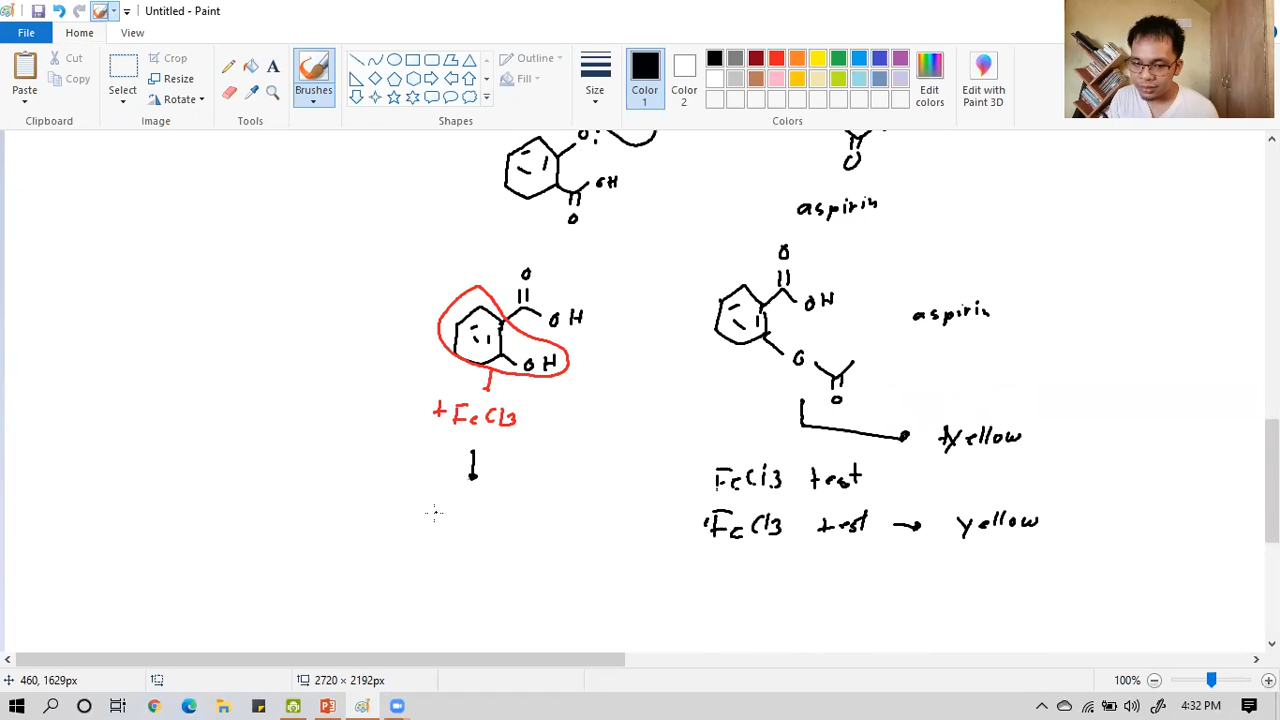 Untitled - Paint
File
Home
View
Paste
Cut
Copy
Clipboard
Select
Crop
Resize
Rotate
Image
Tools
Brushes
Outline
Fill
Shapes
Size
Color 1
Color 2
Edit colors
Edit with Paint 3D
Colors
O
OH
O
O
aspirin
O
OH
OH
+ FeCl3
O
OH
O
O
aspirin
yellow
FeCl3 test
FeCl3 test → yellow
460, 1629px
2720 × 2192px
100%
4:32 PM